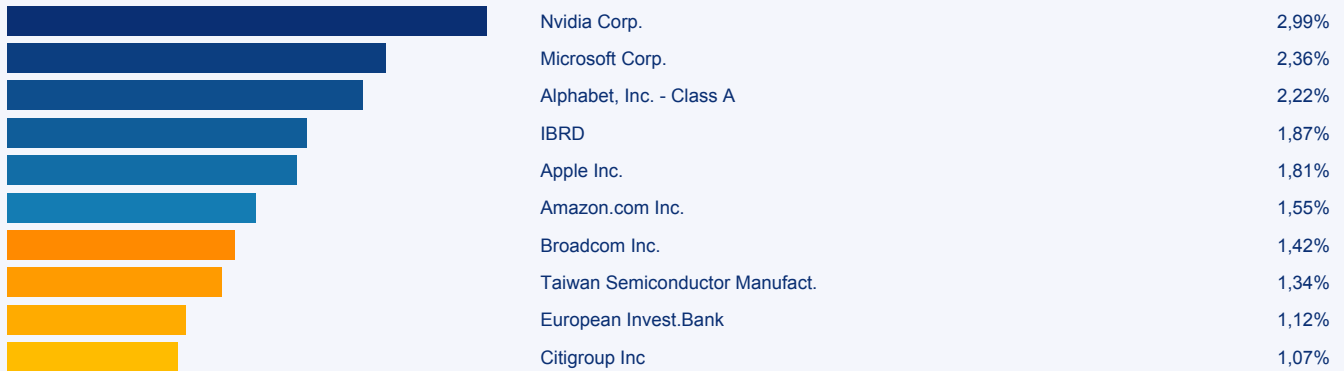 Nvidia Corp. 2,99%
Microsoft Corp. 2,36%
Alphabet, Inc. - Class A 2,22%
IBRD 1,87%
Apple Inc. 1,81%
Amazon.com Inc. 1,55%
Broadcom Inc. 1,42%
Taiwan Semiconductor Manufact. 1,34%
European Invest.Bank 1,12%
Citigroup Inc 1,07%